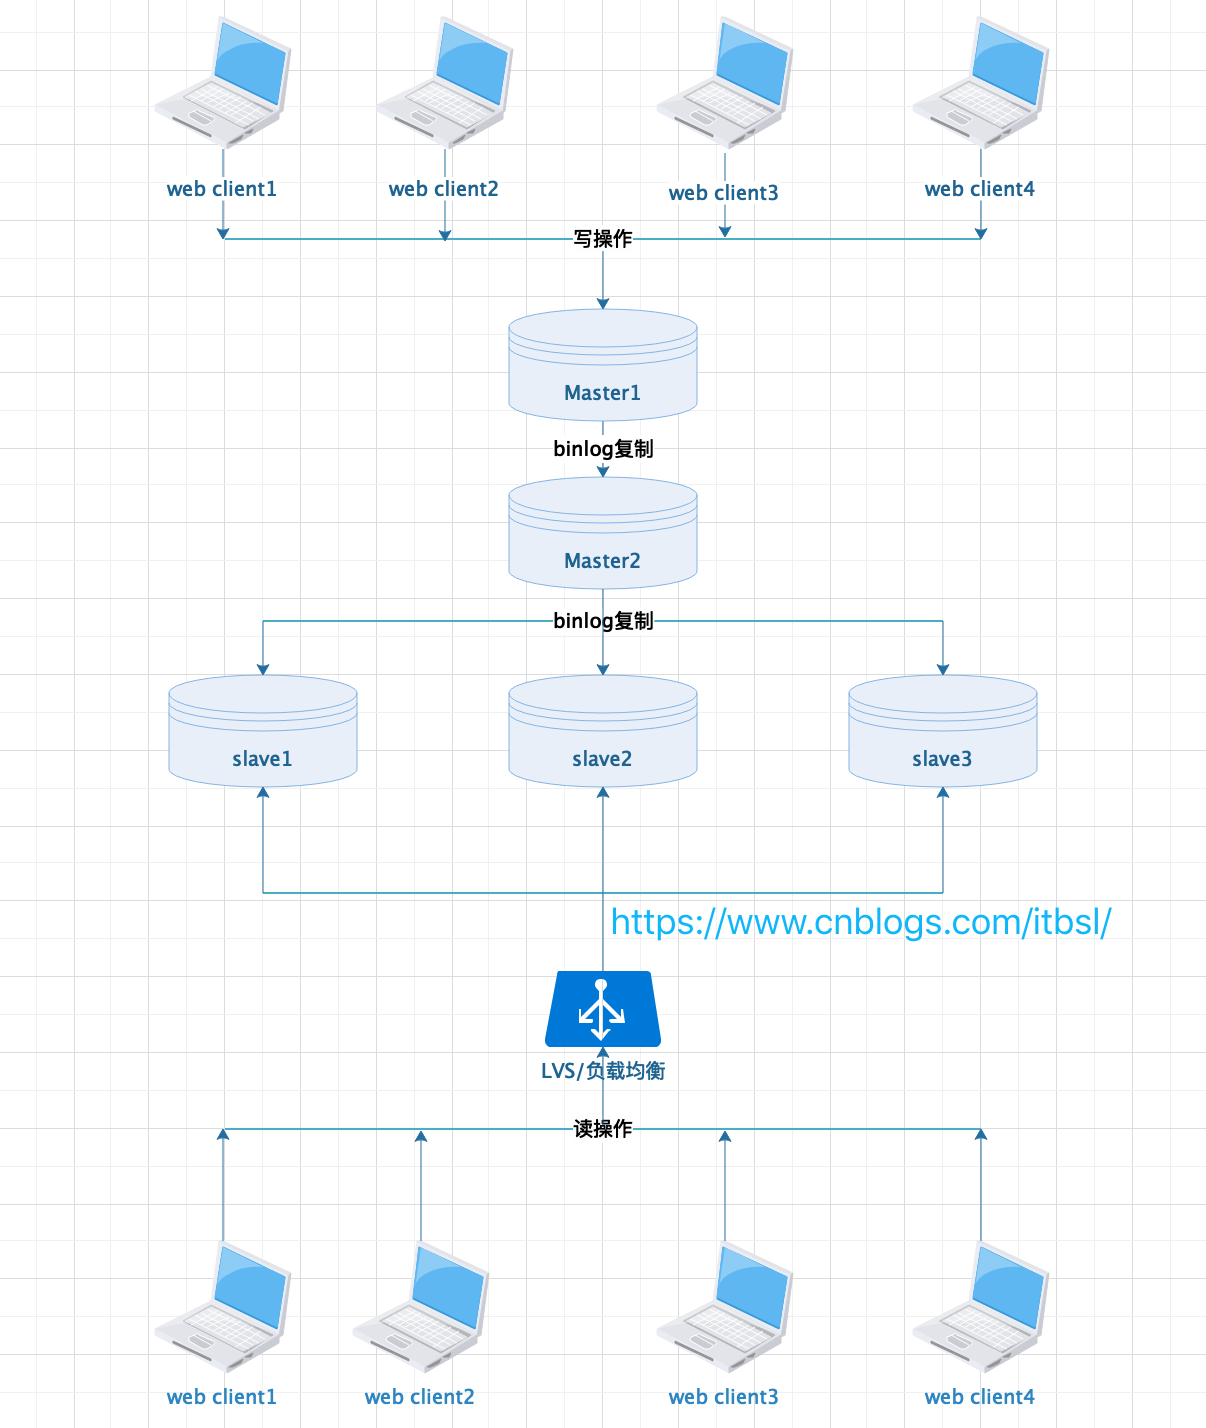 web client1
web client2
web client3
web client4
写操作
Master1
binlog复制
Master2
binlog复制
slave1
slave2
slave3
https://www.cnblogs.com/itbsl/
LVS/负载均衡
读操作
web client1
web client2
web client3
web client4